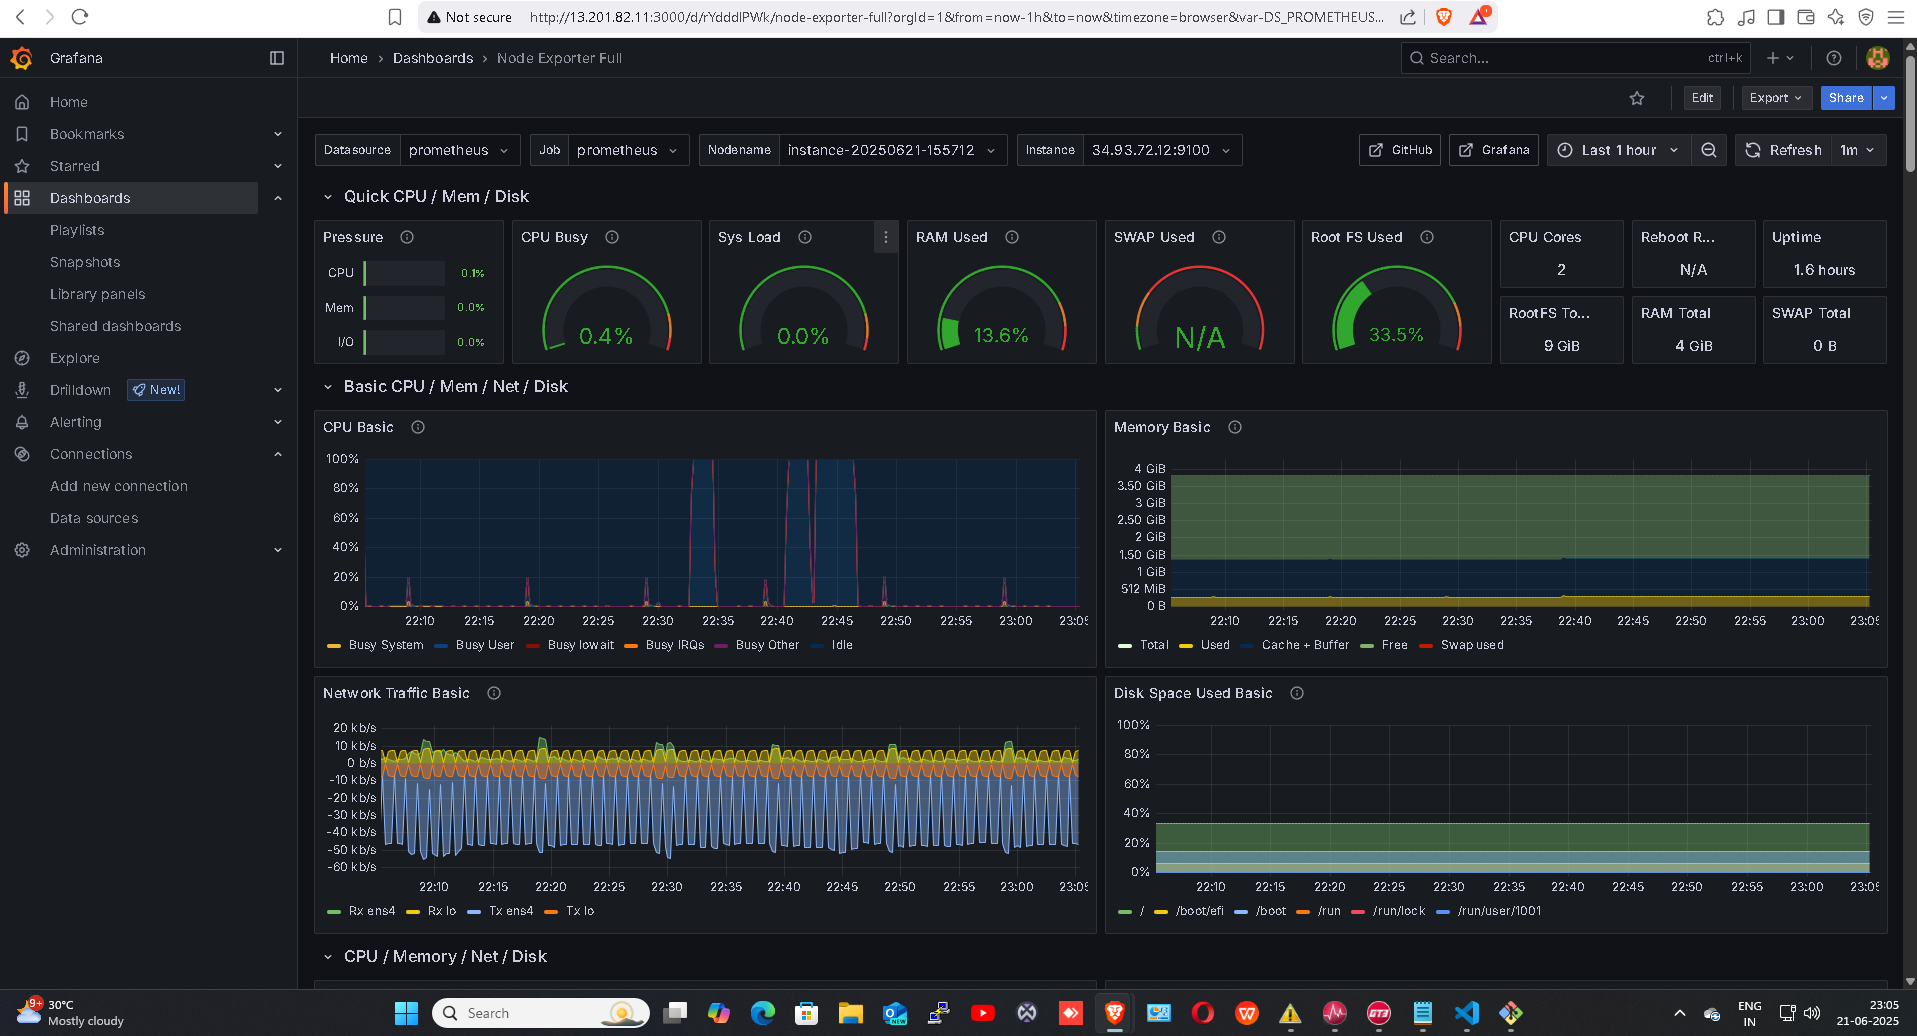 Not secure http://13.201.82.11:3000/d/rYdddlPWk/node-exporter-full?orgId=1&from=now-1h&to=now&timezone=browser&var-DS_PROMETHEUS...
Grafana
Home › Dashboards › Node Exporter Full
Search... ctrl+k
Edit Export Share
Home
Bookmarks
Starred
Dashboards
Playlists
Snapshots
Library panels
Shared dashboards
Explore
Drilldown New!
Alerting
Connections
Add new connection
Data sources
Administration
Datasource prometheus Job prometheus Nodename instance-20250621-155712 Instance 34.93.72.12:9100 GitHub Grafana Last 1 hour Refresh 1m
Quick CPU / Mem / Disk
Pressure
CPU 0.1%
Mem 0.0%
I/O 0.0%
CPU Busy
0.4%
Sys Load
0.0%
RAM Used
13.6%
SWAP Used
N/A
Root FS Used
33.5%
CPU Cores
2
Reboot R...
N/A
Uptime
1.6 hours
RootFS To...
9 GiB
RAM Total
4 GiB
SWAP Total
0 B
Basic CPU / Mem / Net / Disk
CPU Basic
100%
80%
60%
40%
20%
0%
22:10 22:15 22:20 22:25 22:30 22:35 22:40 22:45 22:50 22:55 23:00
Busy System Busy User Busy Iowait Busy IRQs Busy Other Idle
Memory Basic
4 GiB
3.50 GiB
3 GiB
2.50 GiB
2 GiB
1.50 GiB
1 GiB
512 MiB
0 B
22:10 22:15 22:20 22:25 22:30 22:35 22:40 22:45 22:50 22:55 23:00
Total Used Cache + Buffer Free Swap used
Network Traffic Basic
20 kb/s
10 kb/s
0 b/s
-10 kb/s
-20 kb/s
-30 kb/s
-40 kb/s
-50 kb/s
-60 kb/s
22:10 22:15 22:20 22:25 22:30 22:35 22:40 22:45 22:50 22:55 23:00
Rx ens4 Rx lo Tx ens4 Tx lo
Disk Space Used Basic
100%
80%
60%
40%
20%
0%
22:10 22:15 22:20 22:25 22:30 22:35 22:40 22:45 22:50 22:55 23:00
/ /boot/efi /boot /run /run/lock /run/user/1001
CPU / Memory / Net / Disk
9+
30°C
Mostly cloudy
Search
NEW
GT3
ENG
IN
23:05
21-06-2025